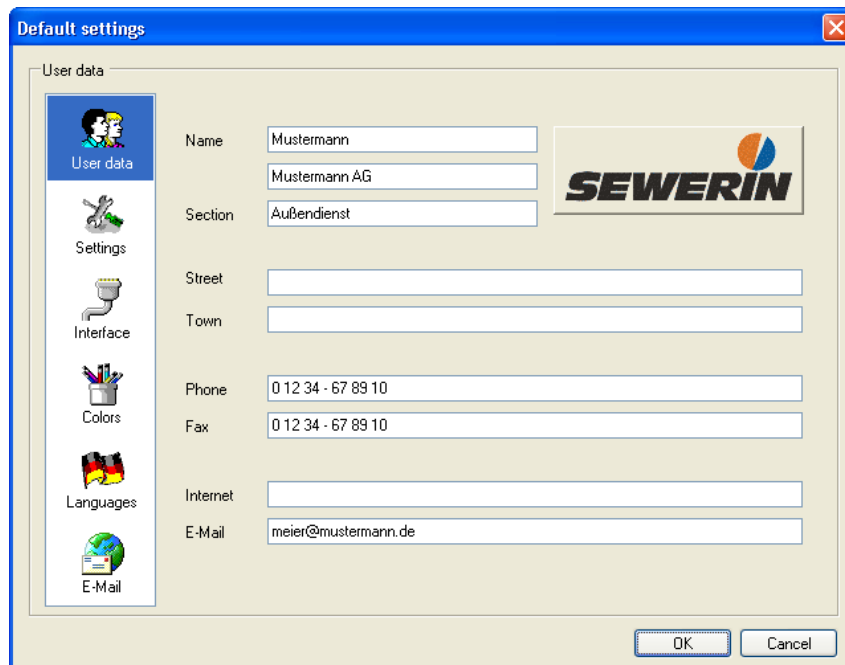 Default settings
User data
User data
Settings
Interface
Colors
Languages
E-Mail
Name
Mustermann
Mustermann AG
Section
Außendienst
SEWERIN
Street
Town
Phone
0 12 34 - 67 89 10
Fax
0 12 34 - 67 89 10
Internet
E-Mail
meier@mustermann.de
OK
Cancel